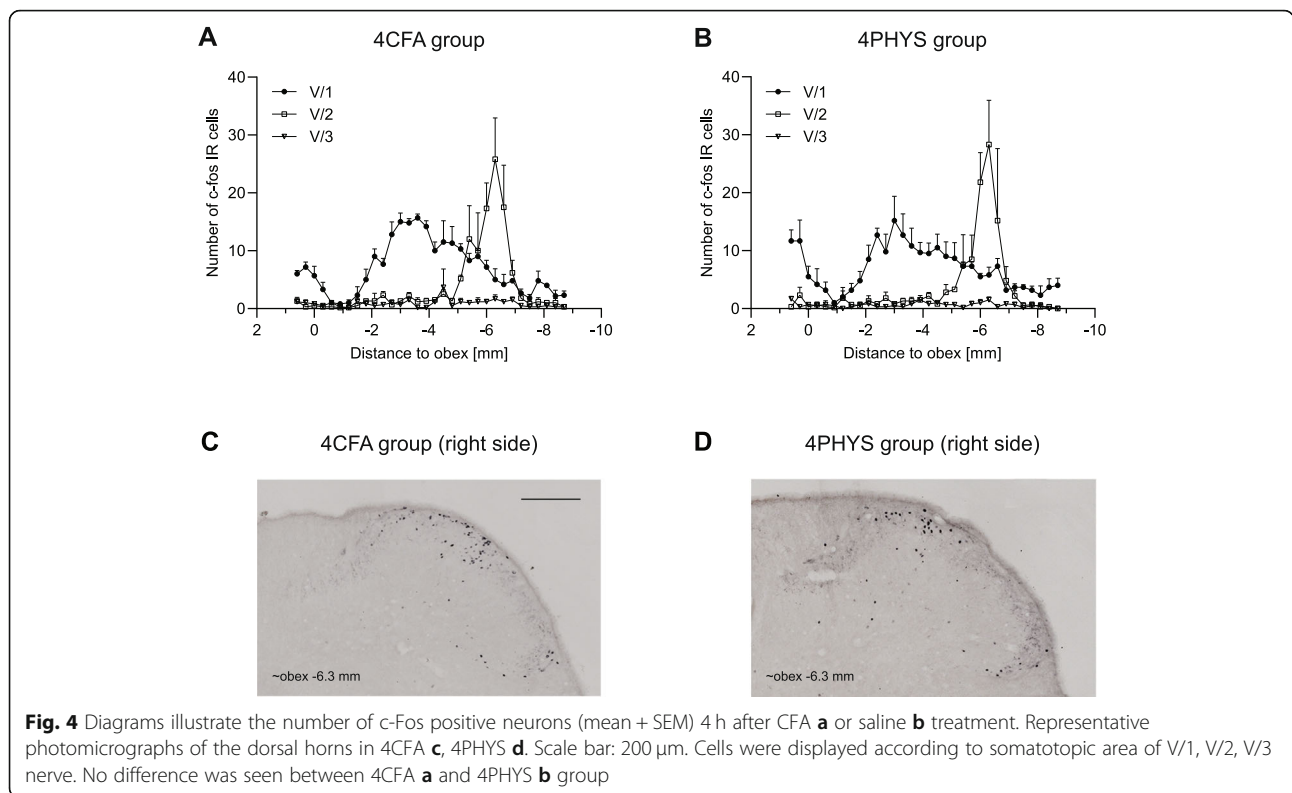 A
4CFA group
Number of c-fos IR cells
40
30
20
10
0
V/1
V/2
V/3
2
0
-2
-4
-6
-8
-10
Distance to obex [mm]
B
4PHYS group
Number of c-fos IR cells
40
30
20
10
0
V/1
V/2
V/3
2
0
-2
-4
-6
-8
-10
Distance to obex [mm]
C
4CFA group (right side)
~obex -6.3 mm
D
4PHYS group (right side)
~obex -6.3 mm
Fig. 4 Diagrams illustrate the number of c-Fos positive neurons (mean + SEM) 4 h after CFA a or saline b treatment. Representative
photomicrographs of the dorsal horns in 4CFA c, 4PHYS d. Scale bar: 200 μm. Cells were displayed according to somatotopic area of V/1, V/2, V/3
nerve. No difference was seen between 4CFA a and 4PHYS b group